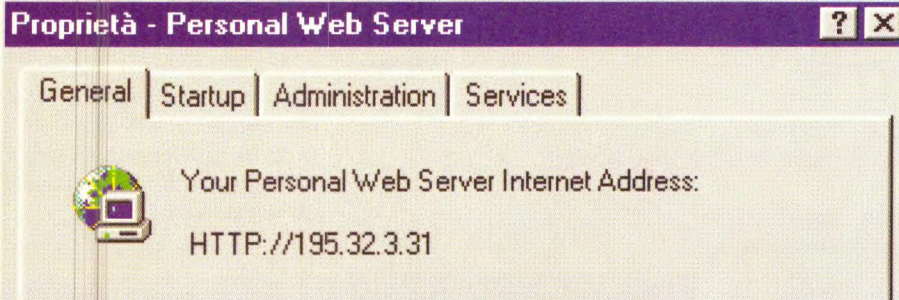 Proprietà - Personal Web Server
General Startup Administration Services
Your Personal Web Server Internet Address:
HTTP://195.32.3.31